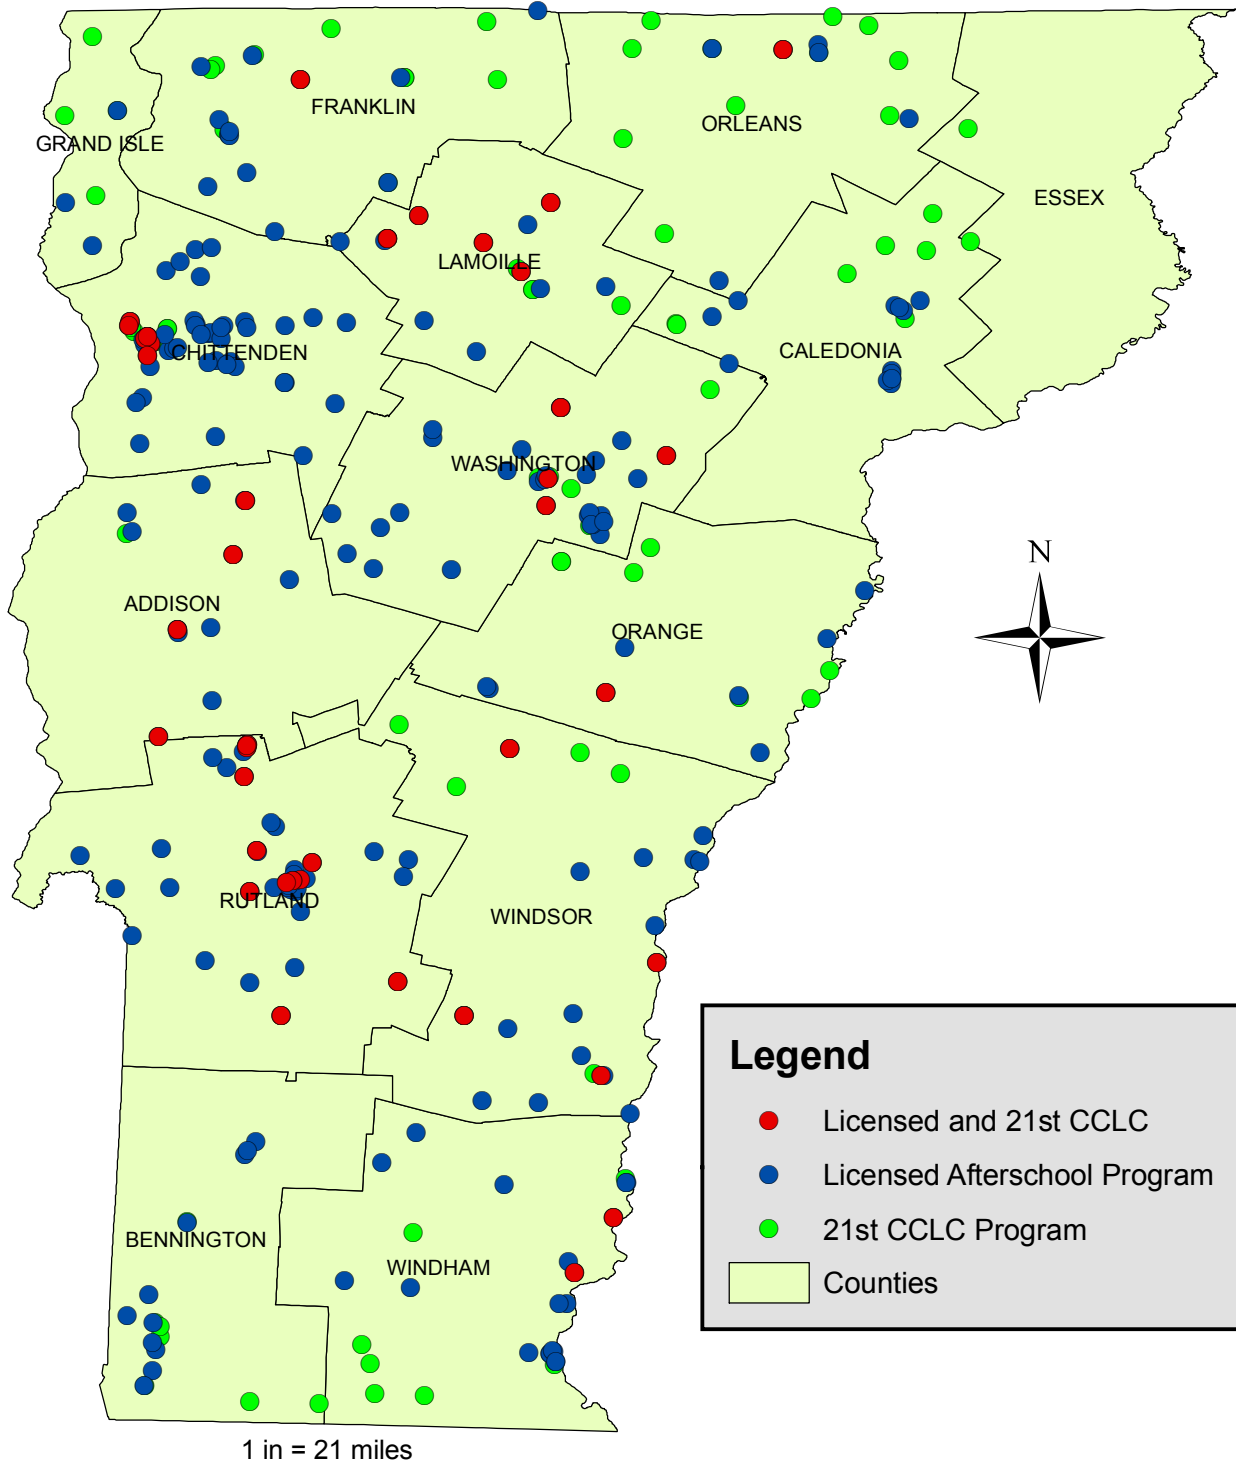 FRANKLIN
ORLEANS
GRAND ISLE
ESSEX
LAMOILLE
CHITTENDEN
CALEDONIA
WASHINGTON
N
ADDISON
ORANGE
RUTLAND
WINDSOR
Legend
Licensed and 21st CCLC
Licensed Afterschool Program
21st CCLC Program
Counties
BENNINGTON
WINDHAM
1 in = 21 miles